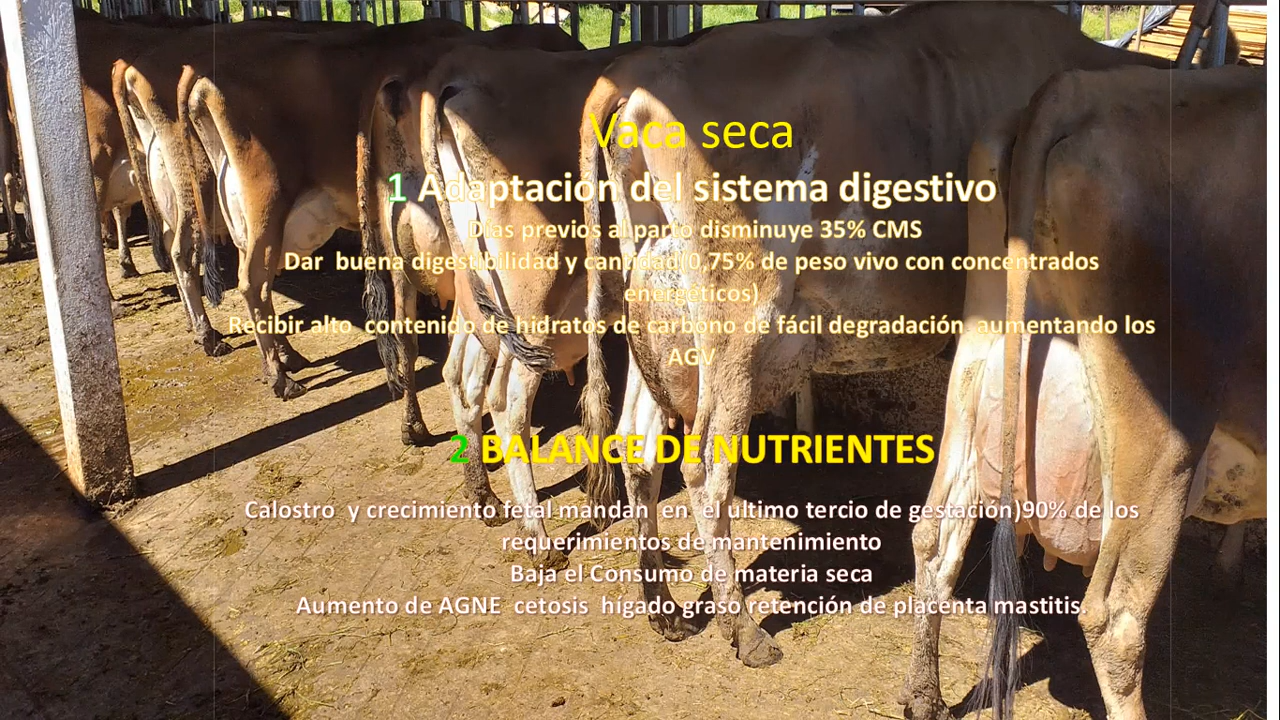 Vaca seca
1 Adaptación del sistema digestivo
Días previos al parto disminuye 35% CMS
Dar buena digestibilidad y cantidad(0,75% de peso vivo con concentrados
energéticos)
Recibir alto contenido de hidratos de carbono de fácil degradación aumentando los
AGV
2 BALANCE DE NUTRIENTES
Calostro y crecimiento fetal mandan en el ultimo tercio de gestación)90% de los
requerimientos de mantenimiento
Baja el Consumo de materia seca
Aumento de AGNE cetosis hígado graso retención de placenta mastitis.